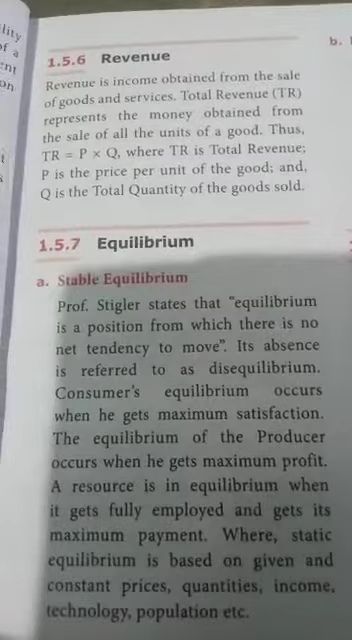 lity
of a
ent
on
b.
1.5.6 Revenue
Revenue is income obtained from the sale
of goods and services. Total Revenue (TR)
represents the money obtained from
the sale of all the units of a good. Thus,
TR = P × Q, where TR is Total Revenue;
P is the price per unit of the good; and,
Q is the Total Quantity of the goods sold.
1.5.7 Equilibrium
a. Stable Equilibrium
Prof. Stigler states that "equilibrium
is a position from which there is no
net tendency to move". Its absence
is referred to as disequilibrium.
Consumer's equilibrium occurs
when he gets maximum satisfaction.
The equilibrium of the Producer
occurs when he gets maximum profit.
A resource is in equilibrium when
it gets fully employed and gets its
maximum payment. Where, static
equilibrium is based on given and
constant prices, quantities, income,
technology, population etc.